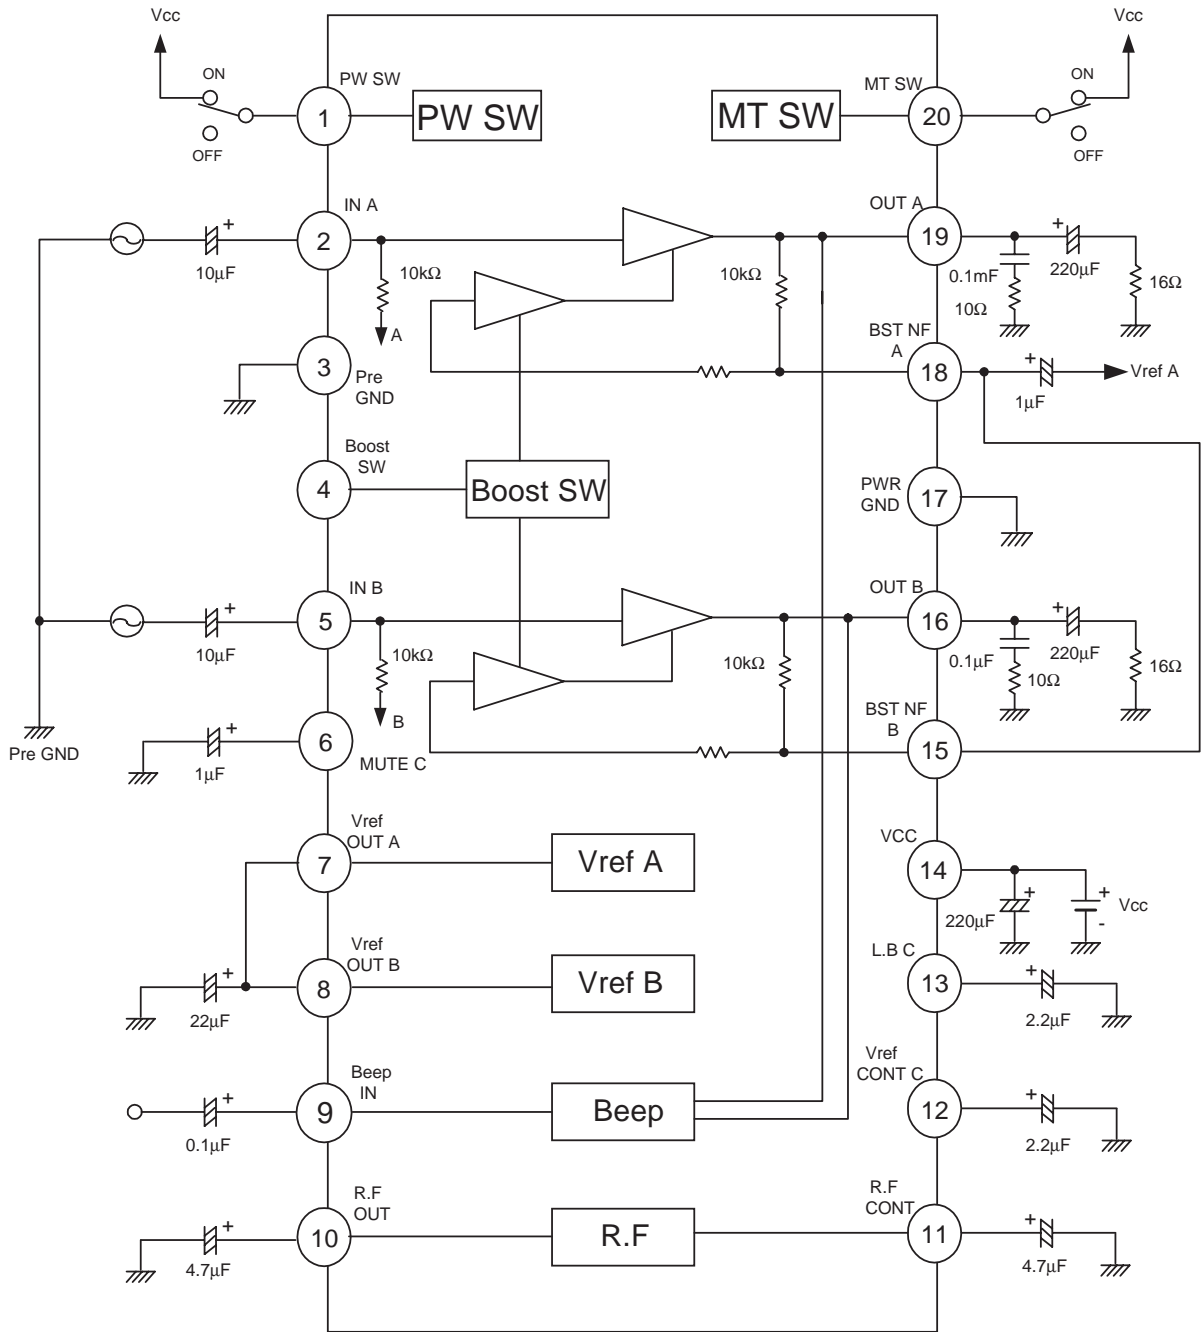 Vcc
Vcc
ON
PW SW
MT SW
ON
1
PW SW
MT SW
20
OFF
OFF
IN A
OUT A
+
2
19
+
10µF
10kΩ
10kΩ
0.1mF
220µF
16Ω
10Ω
A
BST NF
A
3
Pre
GND
18
+
Vref A
1µF
Boost
SW
4
Boost SW
PWR
GND
17
IN B
OUT B
+
5
16
+
10µF
10kΩ
10kΩ
0.1µF
220µF
16Ω
10Ω
B
BST NF
B
+
6
15
Pre GND
1µF
MUTE C
Vref
OUT A
VCC
7
Vref A
14
+
+
Vcc
220µF
-
Vref
OUT B
L.B C
+
8
Vref B
13
+
22µF
2.2µF
Beep
IN
Vref
CONT C
+
9
Beep
12
+
0.1µF
2.2µF
R.F
OUT
R.F
CONT
+
10
R.F
11
+
4.7µF
4.7µF